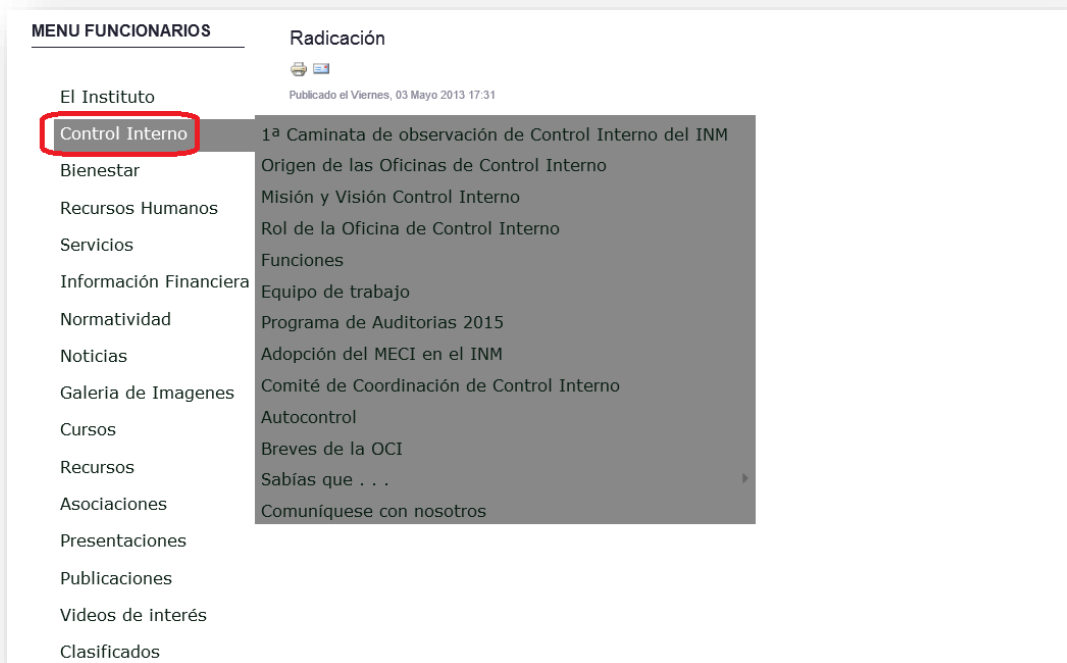 MENU FUNCIONARIOS
El Instituto
Control Interno
Bienestar
Recursos Humanos
Servicios
Información Financiera
Normatividad
Noticias
Galeria de Imagenes
Cursos
Recursos
Asociaciones
Presentaciones
Publicaciones
Videos de interés
Clasificados
Radicación
Publicado el Viernes, 03 Mayo 2013 17:31
1ª Caminata de observación de Control Interno del INM
Origen de las Oficinas de Control Interno
Misión y Visión Control Interno
Rol de la Oficina de Control Interno
Funciones
Equipo de trabajo
Programa de Auditorias 2015
Adopción del MECI en el INM
Comité de Coordinación de Control Interno
Autocontrol
Breves de la OCI
Sabías que . . .
Comuníquese con nosotros